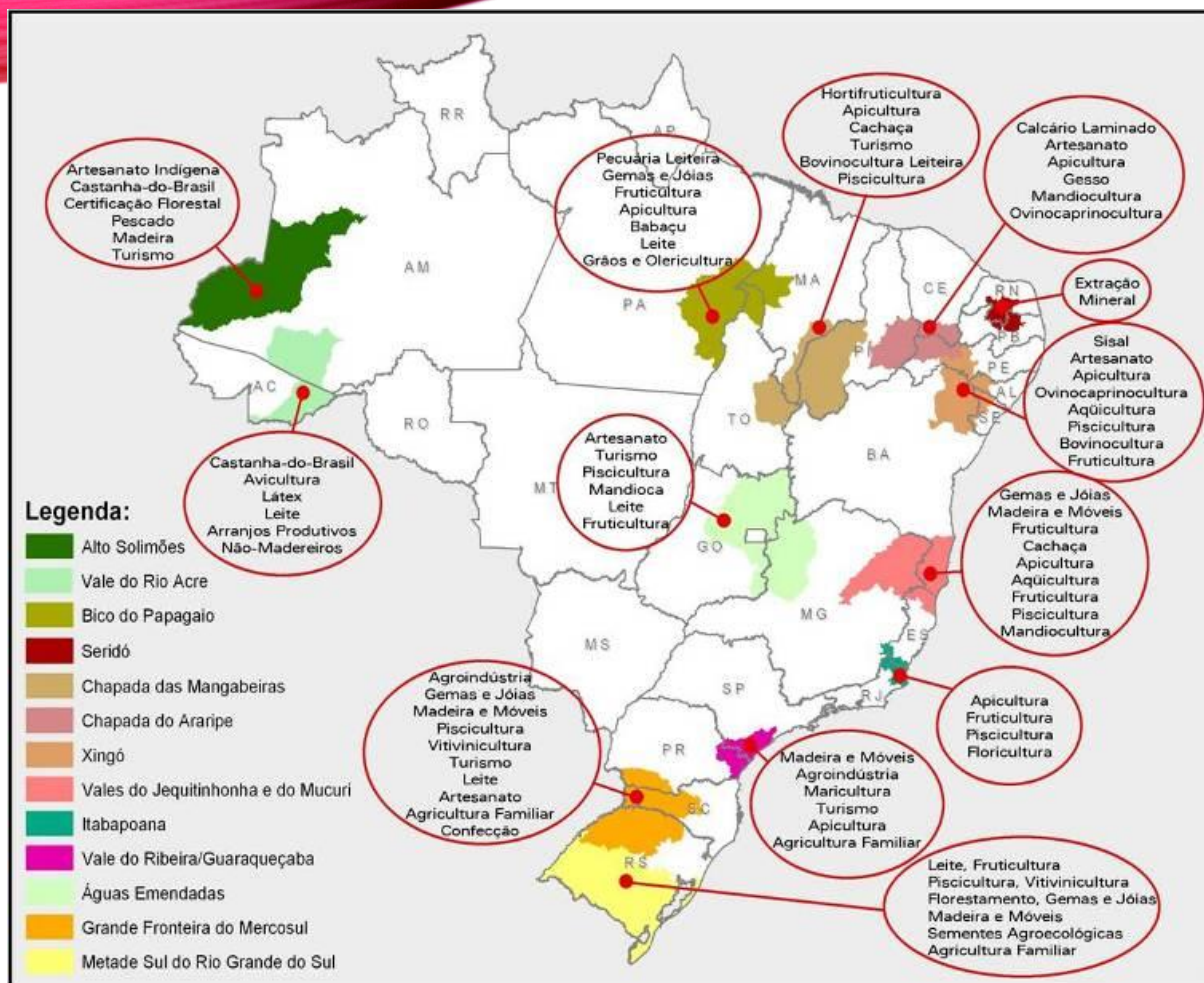 RR
AP
AM
PA
MA
CE
RN
PB
PE
AL
SE
PI
AC
RO
TO
BA
MT
GO
MG
ES
MS
SP
RJ
PR
SC
RS
Artesanato Indígena
Castanha-do-Brasil
Certificação Florestal
Pescado
Madeira
Turismo
Pecuária Leiteira
Gemas e Jóias
Fruticultura
Apicultura
Babaçu
Leite
Grãos e Olericultura
Hortifruticultura
Apicultura
Cachaça
Turismo
Bovinocultura Leiteira
Piscicultura
Calcário Laminado
Artesanato
Apicultura
Gesso
Mandiocultura
Ovinocaprinocultura
Extração
Mineral
Sisal
Artesanato
Apicultura
Ovinocaprinocultura
Aqüicultura
Piscicultura
Bovinocultura
Fruticultura
Castanha-do-Brasil
Avicultura
Látex
Leite
Arranjos Produtivos
Não-Madereiros
Artesanato
Turismo
Piscicultura
Mandioca
Leite
Fruticultura
Gemas e Jóias
Madeira e Móveis
Fruticultura
Cachaça
Apicultura
Aqüicultura
Fruticultura
Piscicultura
Mandiocultura
Apicultura
Fruticultura
Piscicultura
Floricultura
Agroindústria
Gemas e Jóias
Madeira e Móveis
Piscicultura
Vitivinicultura
Turismo
Leite
Artesanato
Agricultura Familiar
Confecção
Madeira e Móveis
Agroindústria
Maricultura
Turismo
Apicultura
Agricultura Familiar
Leite, Fruticultura
Piscicultura, Vitivinicultura
Florestamento, Gemas e Jóias
Madeira e Móveis
Sementes Agroecológicas
Agricultura Familiar
Legenda:
Alto Solimões
Vale do Rio Acre
Bico do Papagaio
Seridó
Chapada das Mangabeiras
Chapada do Araripe
Xingó
Vales do Jequitinhonha e do Mucuri
Itabapoana
Vale do Ribeira/Guaraqueçaba
Águas Emendadas
Grande Fronteira do Mercosul
Metade Sul do Rio Grande do Sul